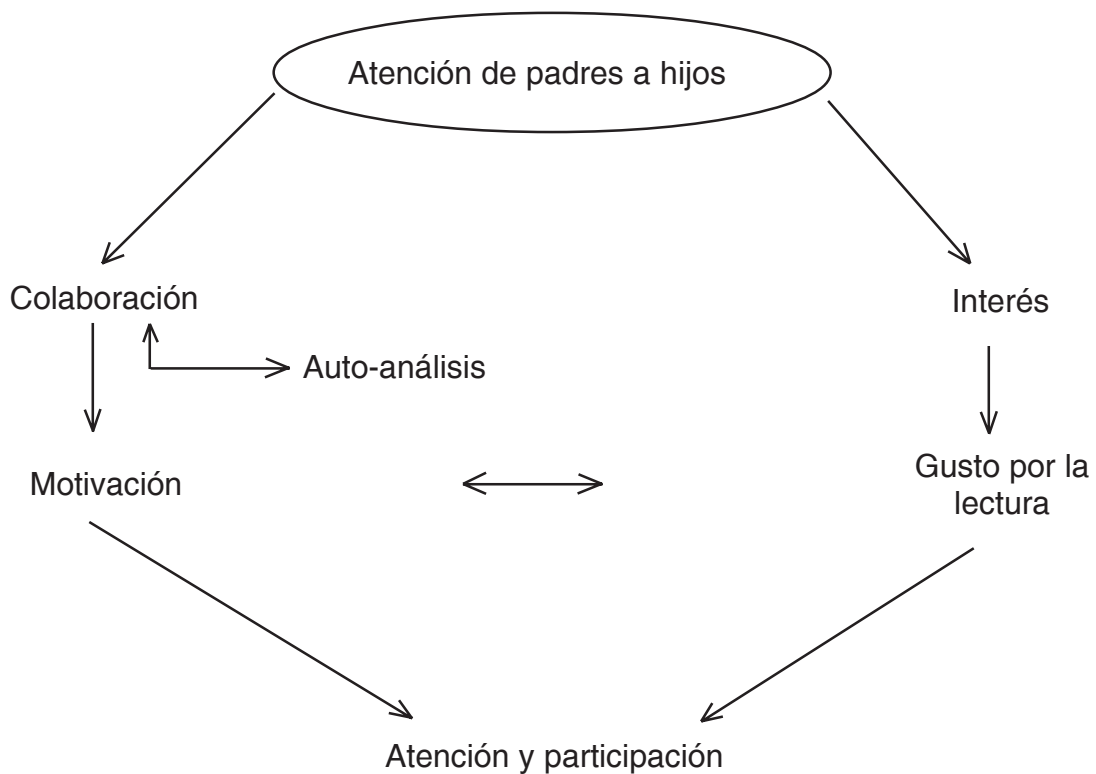 Atención de padres a hijos
Colaboración
Interés
Auto-análisis
Motivación
Gusto por la
lectura
Atención y participación